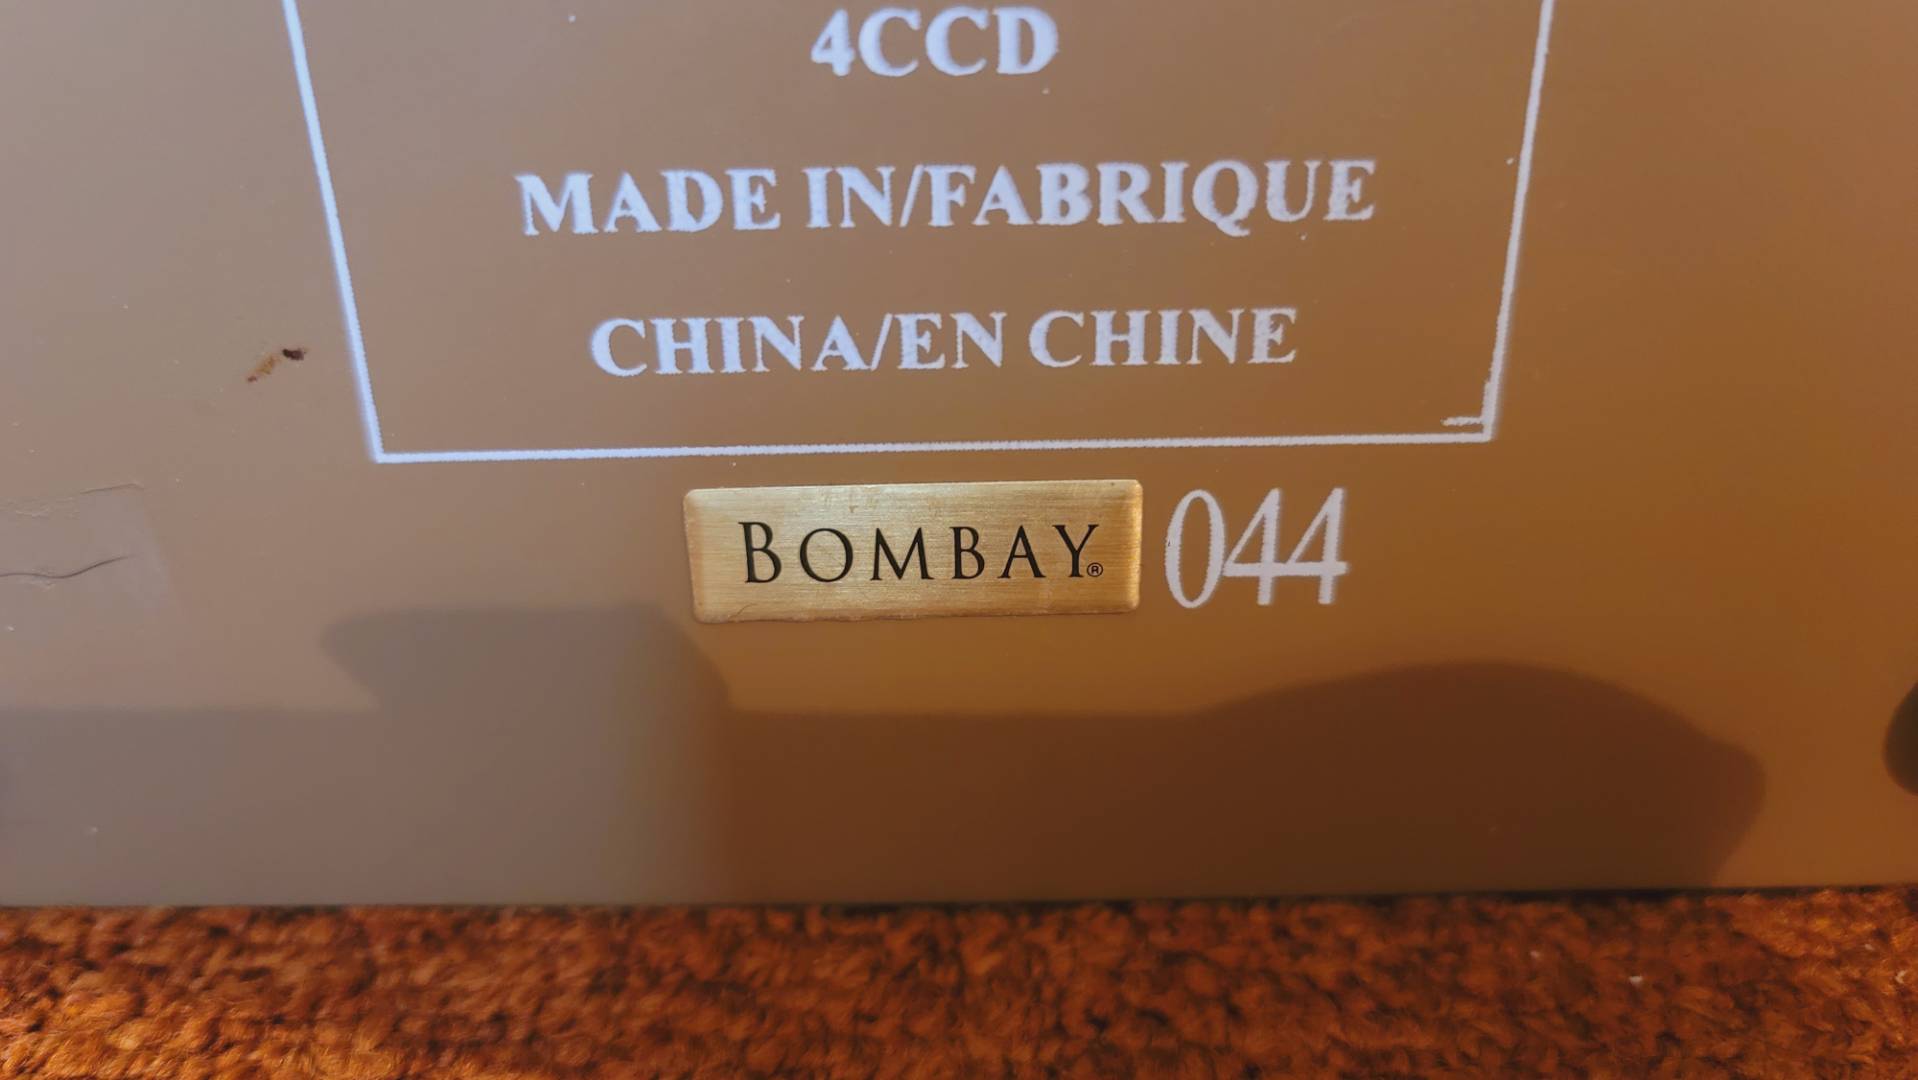 4CCD
MADE IN/FABRIQUE
CHINA/EN CHINE
BOMBAY® 044